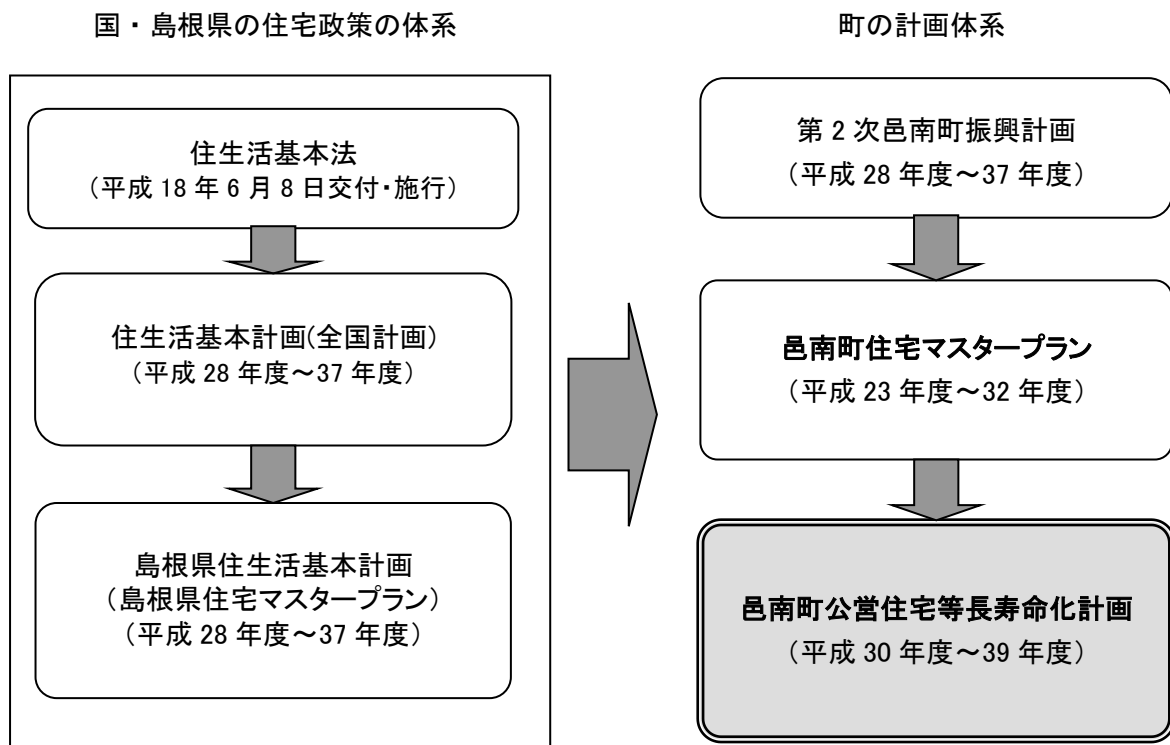 国・島根県の住宅政策の体系
住生活基本法
（平成 18 年 6 月 8 日交付・施行）
住生活基本計画(全国計画)
（平成 28 年度～37 年度）
島根県住生活基本計画
（島根県住宅マスタープラン）
（平成 28 年度～37 年度）
町の計画体系
第 2 次邑南町振興計画
（平成 28 年度～37 年度）
邑南町住宅マスタープラン
（平成 23 年度～32 年度）
邑南町公営住宅等長寿命化計画
（平成 30 年度～39 年度）